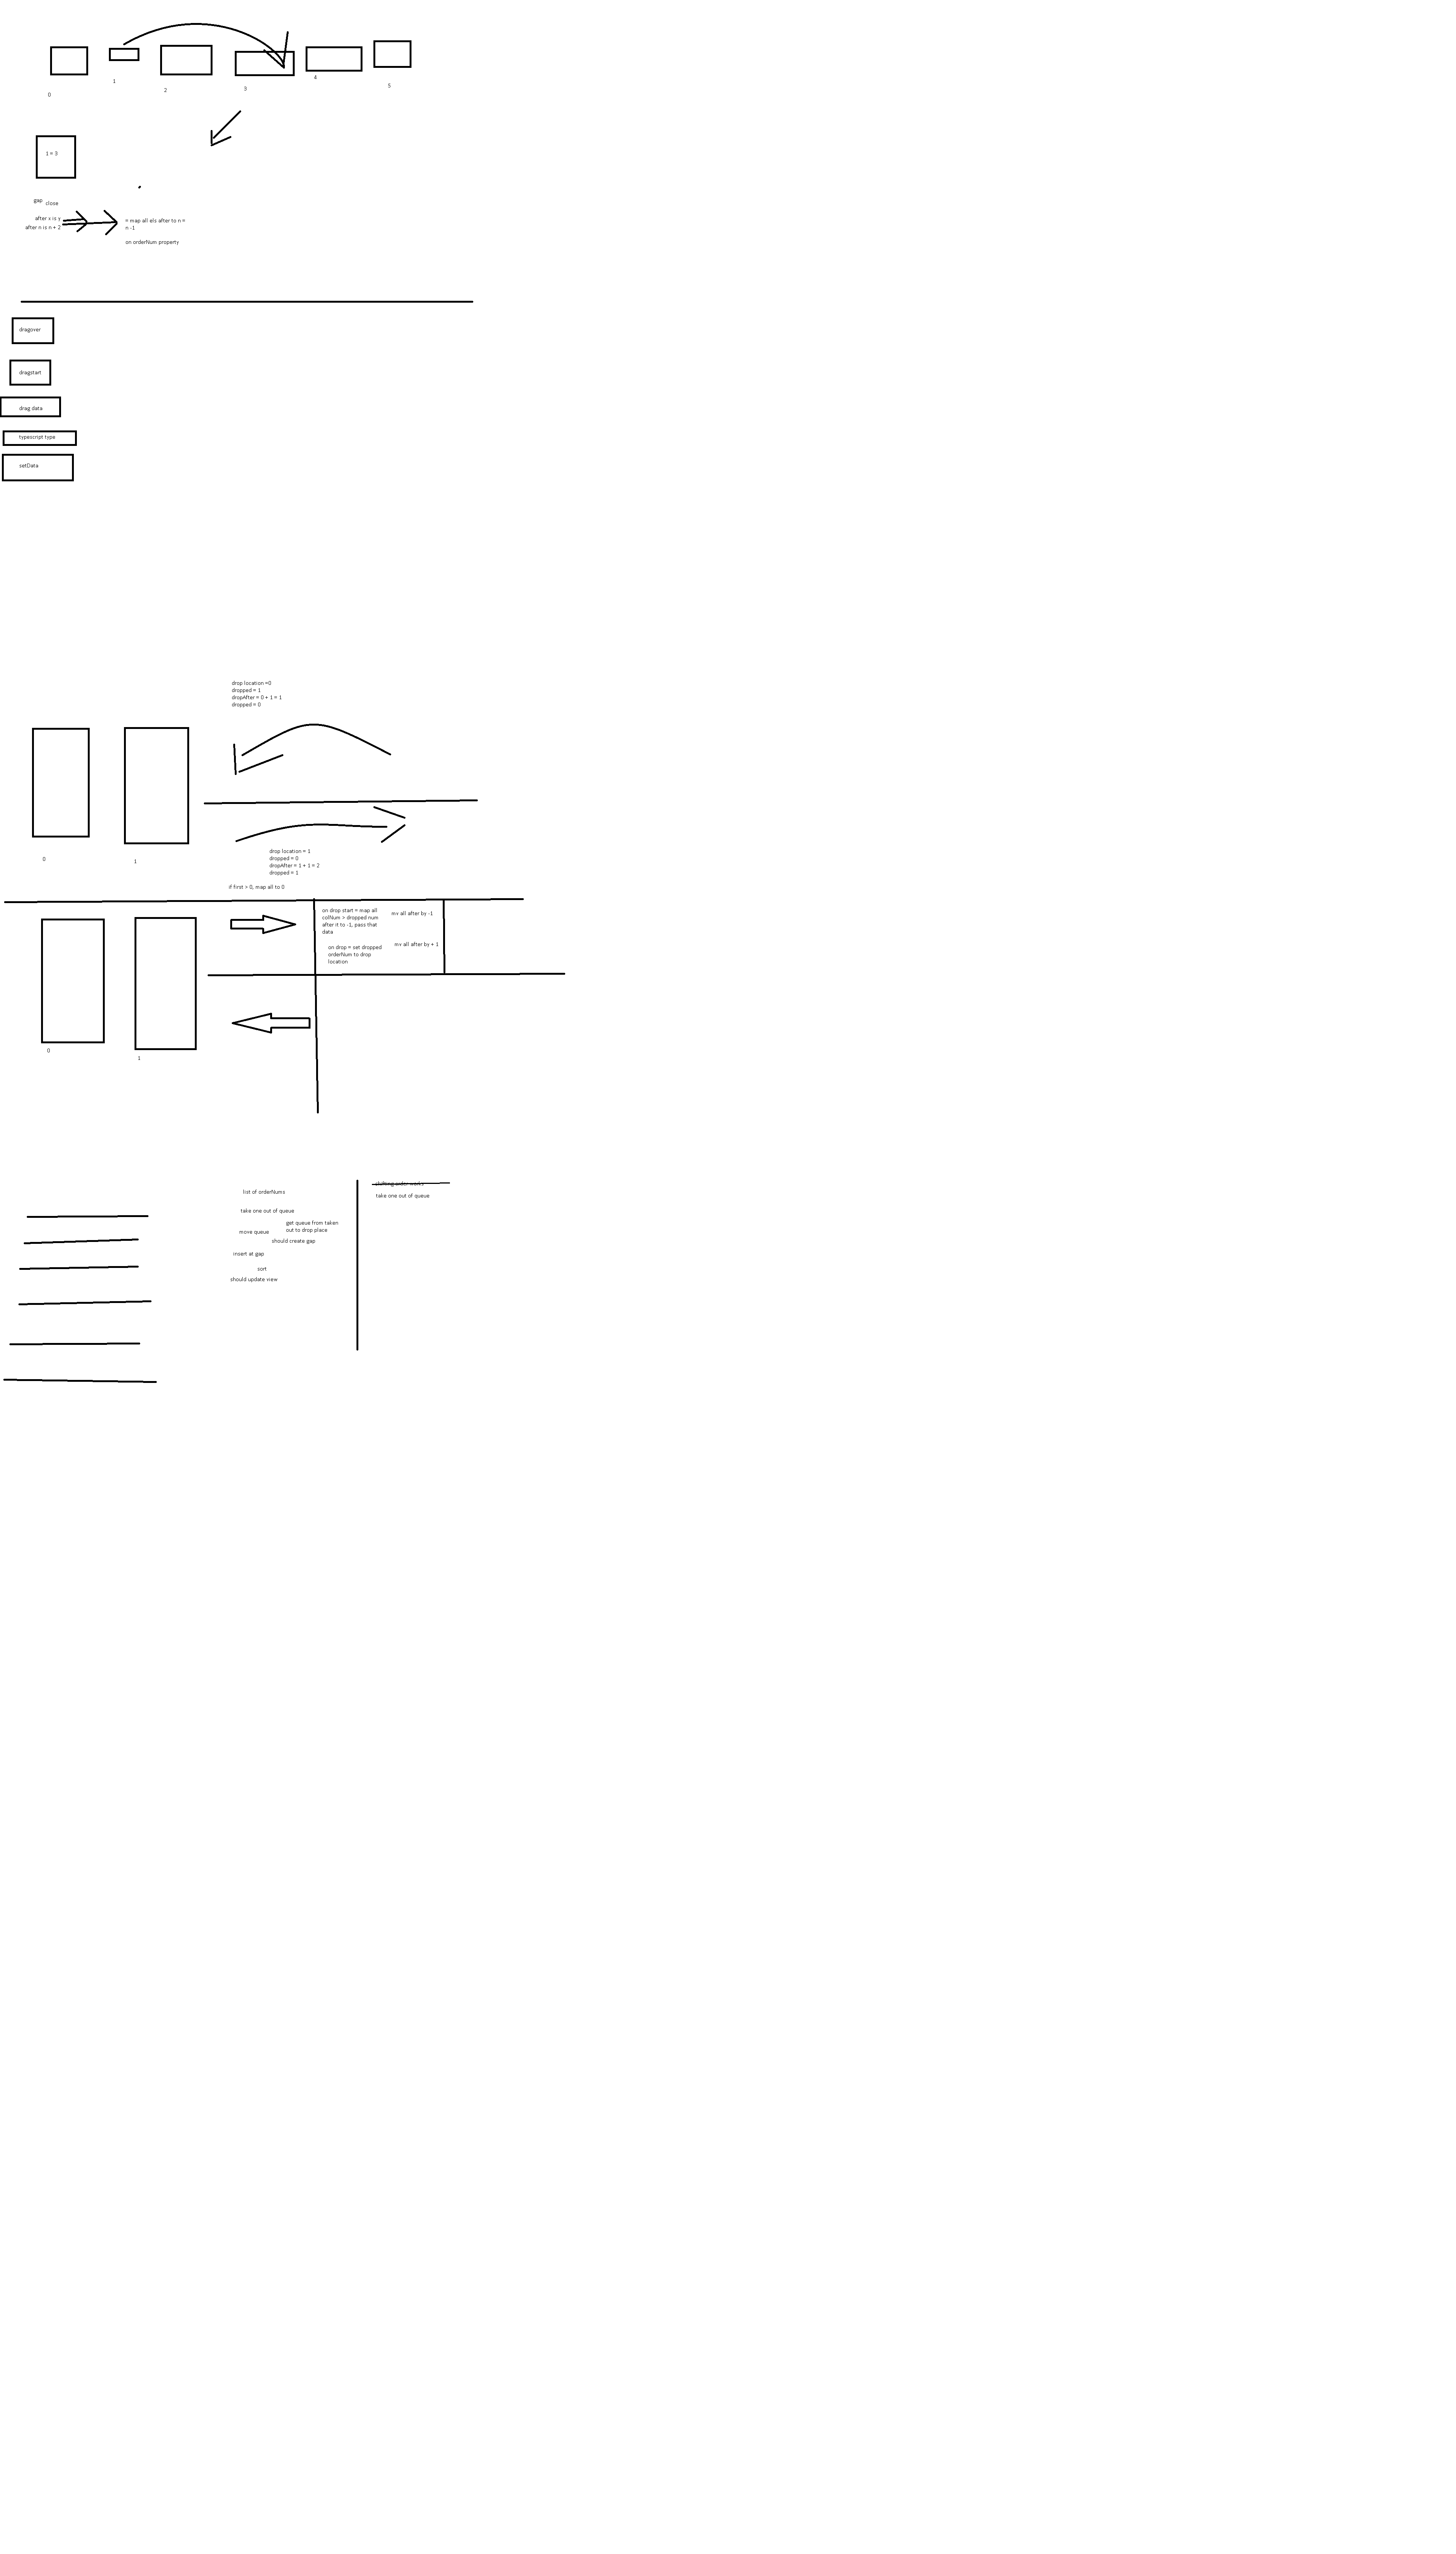 0
1
2
3
4
5
1 = 3
gap
close
after x is y
after n is n + 2
= map all els after to n =
n -1
on orderNum property
dragover
dragstart
drag data
typescript type
setData
drop location =0
dropped = 1
dropAfter = 0 + 1 = 1
dropped = 0
0
1
drop location = 1
dropped = 0
dropAfter = 1 + 1 = 2
dropped = 1
if first > 0, map all to 0
on drop start = map all
colNum > dropped num
after it to -1, pass that
data
mv all after by -1
on drop = set dropped
orderNum to drop
location
mv all after by + 1
0
1
list of orderNums
take one out of queue
get queue from taken
out to drop place
move queue
should create gap
insert at gap
sort
should update view
shifting order works
take one out of queue